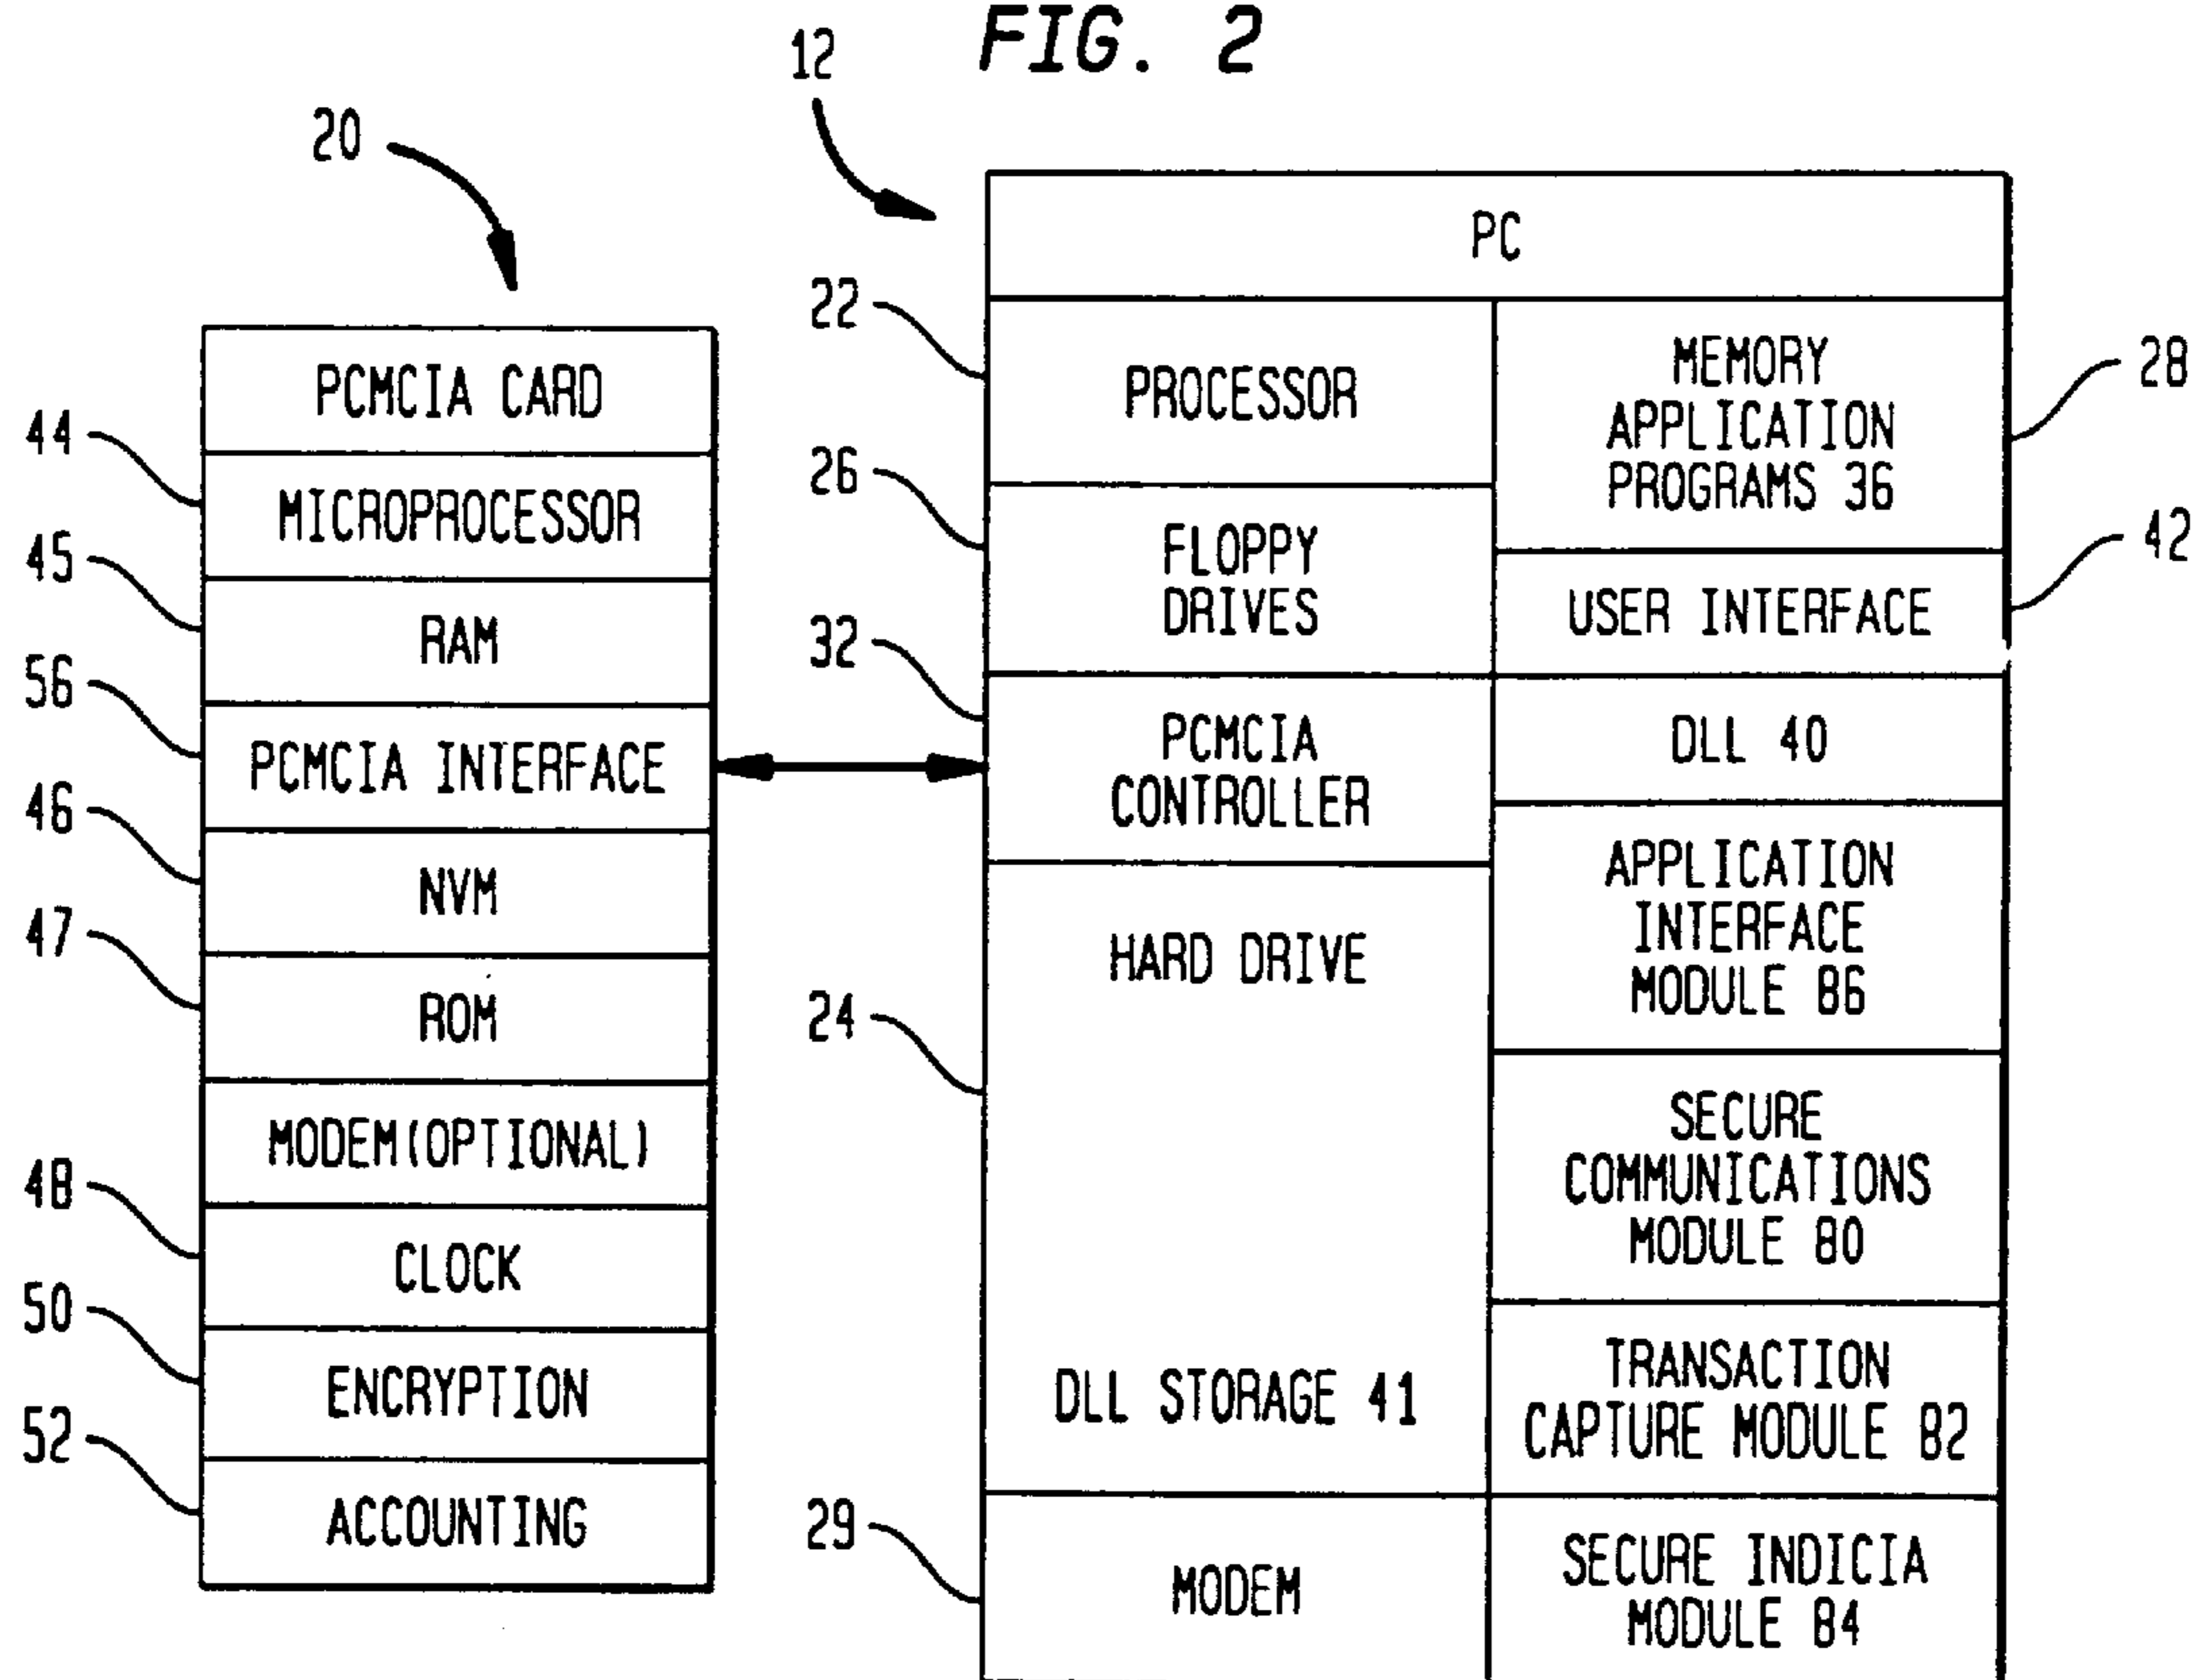 FIG. 2
12
20
PCMCIA CARD
44
MICROPROCESSOR
45
RAM
56
PCMCIA INTERFACE
46
NVM
47
ROM
MODEM(OPTIONAL)
48
CLOCK
50
ENCRYPTION
52
ACCOUNTING
PC
22
PROCESSOR
26
FLOPPY
DRIVES
32
PCMCIA
CONTROLLER
24
HARD DRIVE
DLL STORAGE 41
29
MODEM
MEMORY
APPLICATION
PROGRAMS 36
28
USER INTERFACE
42
DLL 40
APPLICATION
INTERFACE
MODULE 86
SECURE
COMMUNICATIONS
MODULE 80
TRANSACTION
CAPTURE MODULE 82
SECURE INDICIA
MODULE 84